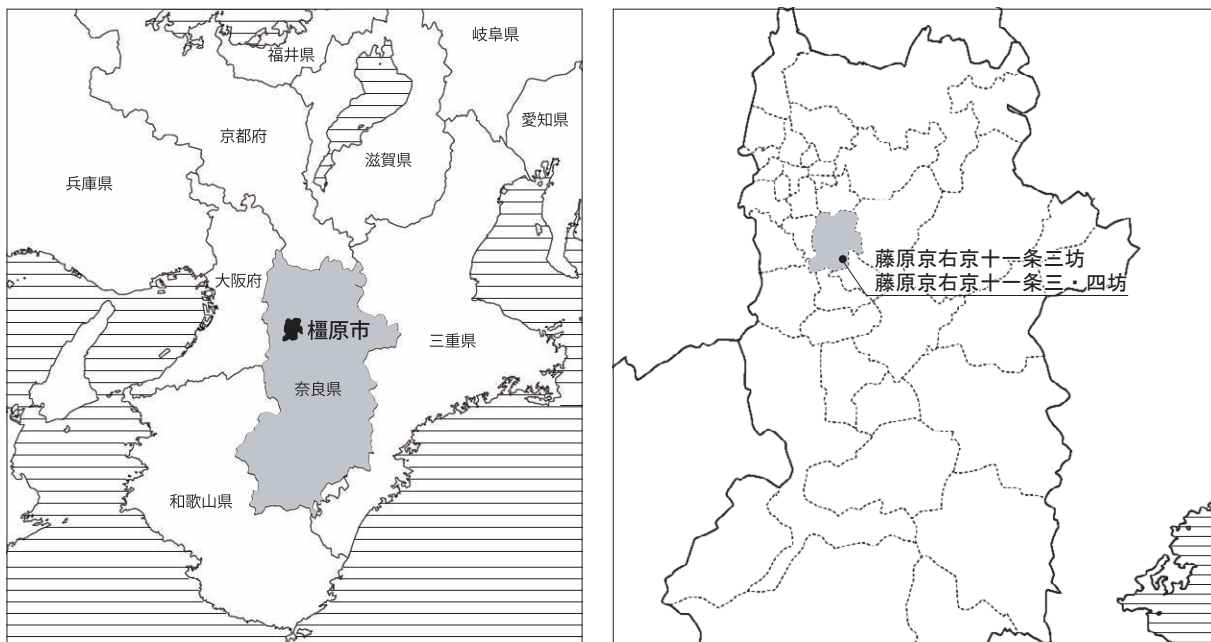 岐阜県
福井県
愛知県
京都府
滋賀県
兵庫県
大阪府
橿原市
三重県
奈良県
和歌山県
藤原京右京十一条三坊
藤原京右京十一条三・四坊